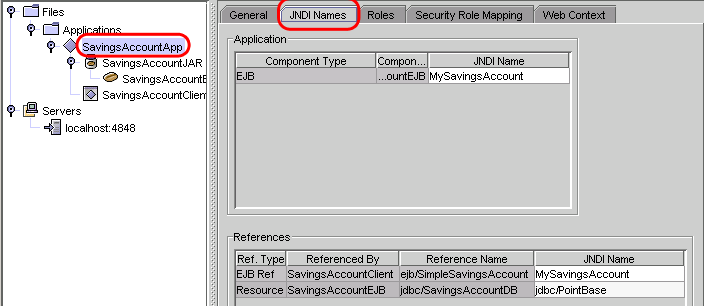 Files
Applications
SavingsAccountApp
SavingsAccountJAR
SavingsAccountE
SavingsAccountClient
Servers
localhost:4848
General JNDI Names Roles Security Role Mapping Web Context
Application
Component Type Compon... JNDI Name
EJB ...ountEJB MySavingsAccount
References
Ref. Type Referenced By Reference Name JNDI Name
EJB Ref SavingsAccountClient ejb/SimpleSavingsAccount MySavingsAccount
Resource SavingsAccountEJB jdbc/SavingsAccountDB jdbc/PointBase